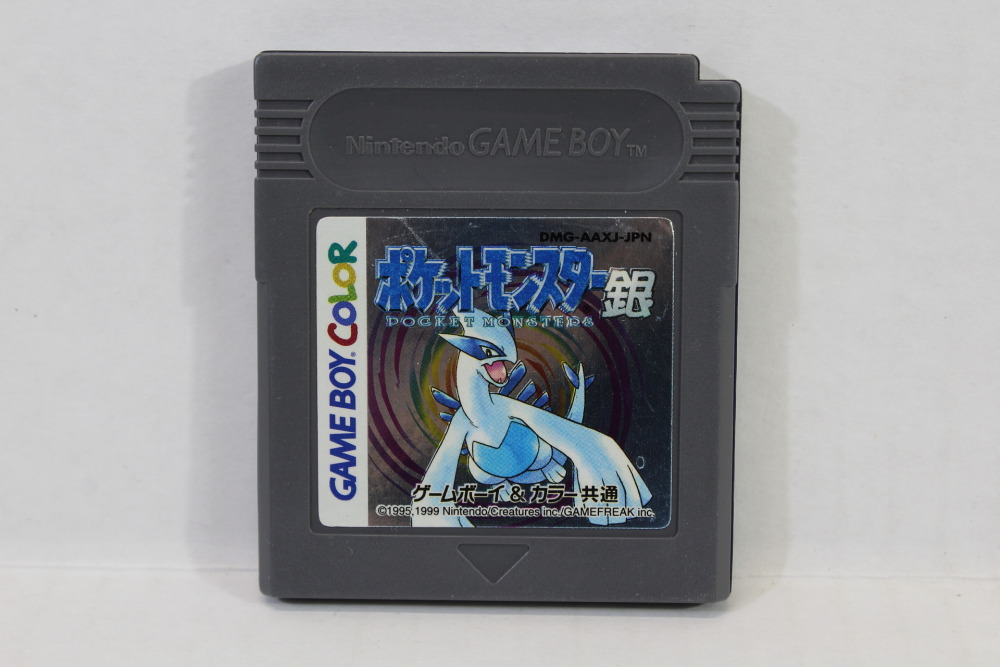 Nintendo GAME BOY™
GAME BOY COLOR
DMG-AAXJ-JPN
ポケットモンスター銀
POCKET MONSTERS
ゲームボーイ & カラー共通
©1995,1999 Nintendo/Creatures inc./GAMEFREAK inc.